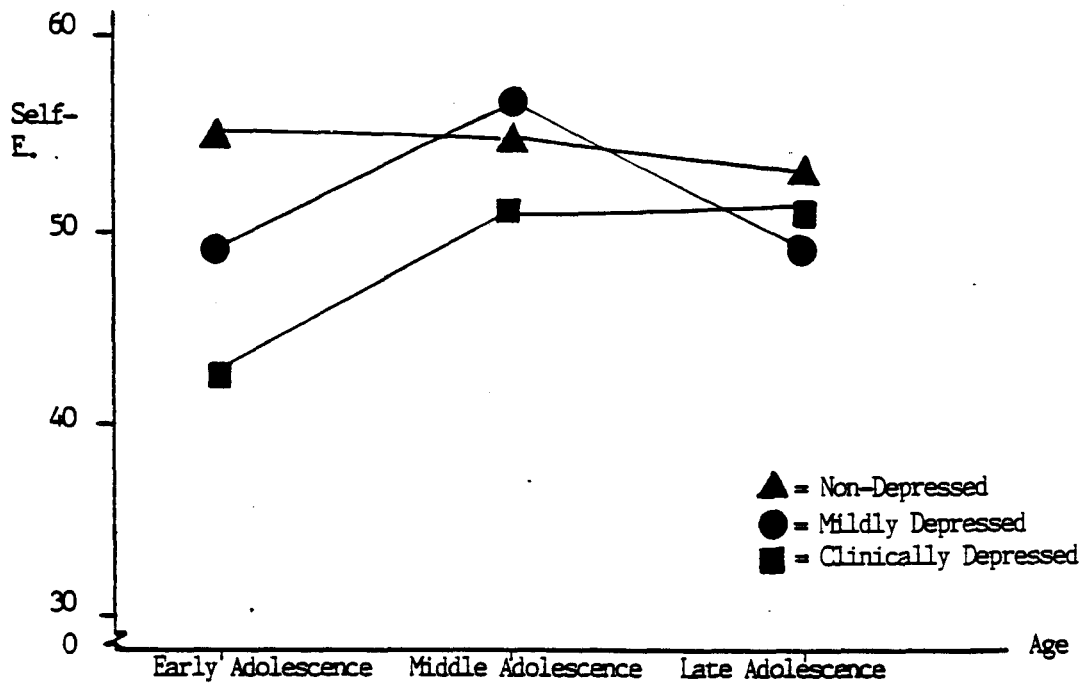 60
Self-
E.
50
40
▲ = Non-Depressed
● = Mildly Depressed
■ = Clinically Depressed
30
0
Age
Early Adolescence Middle Adolescence Late Adolescence